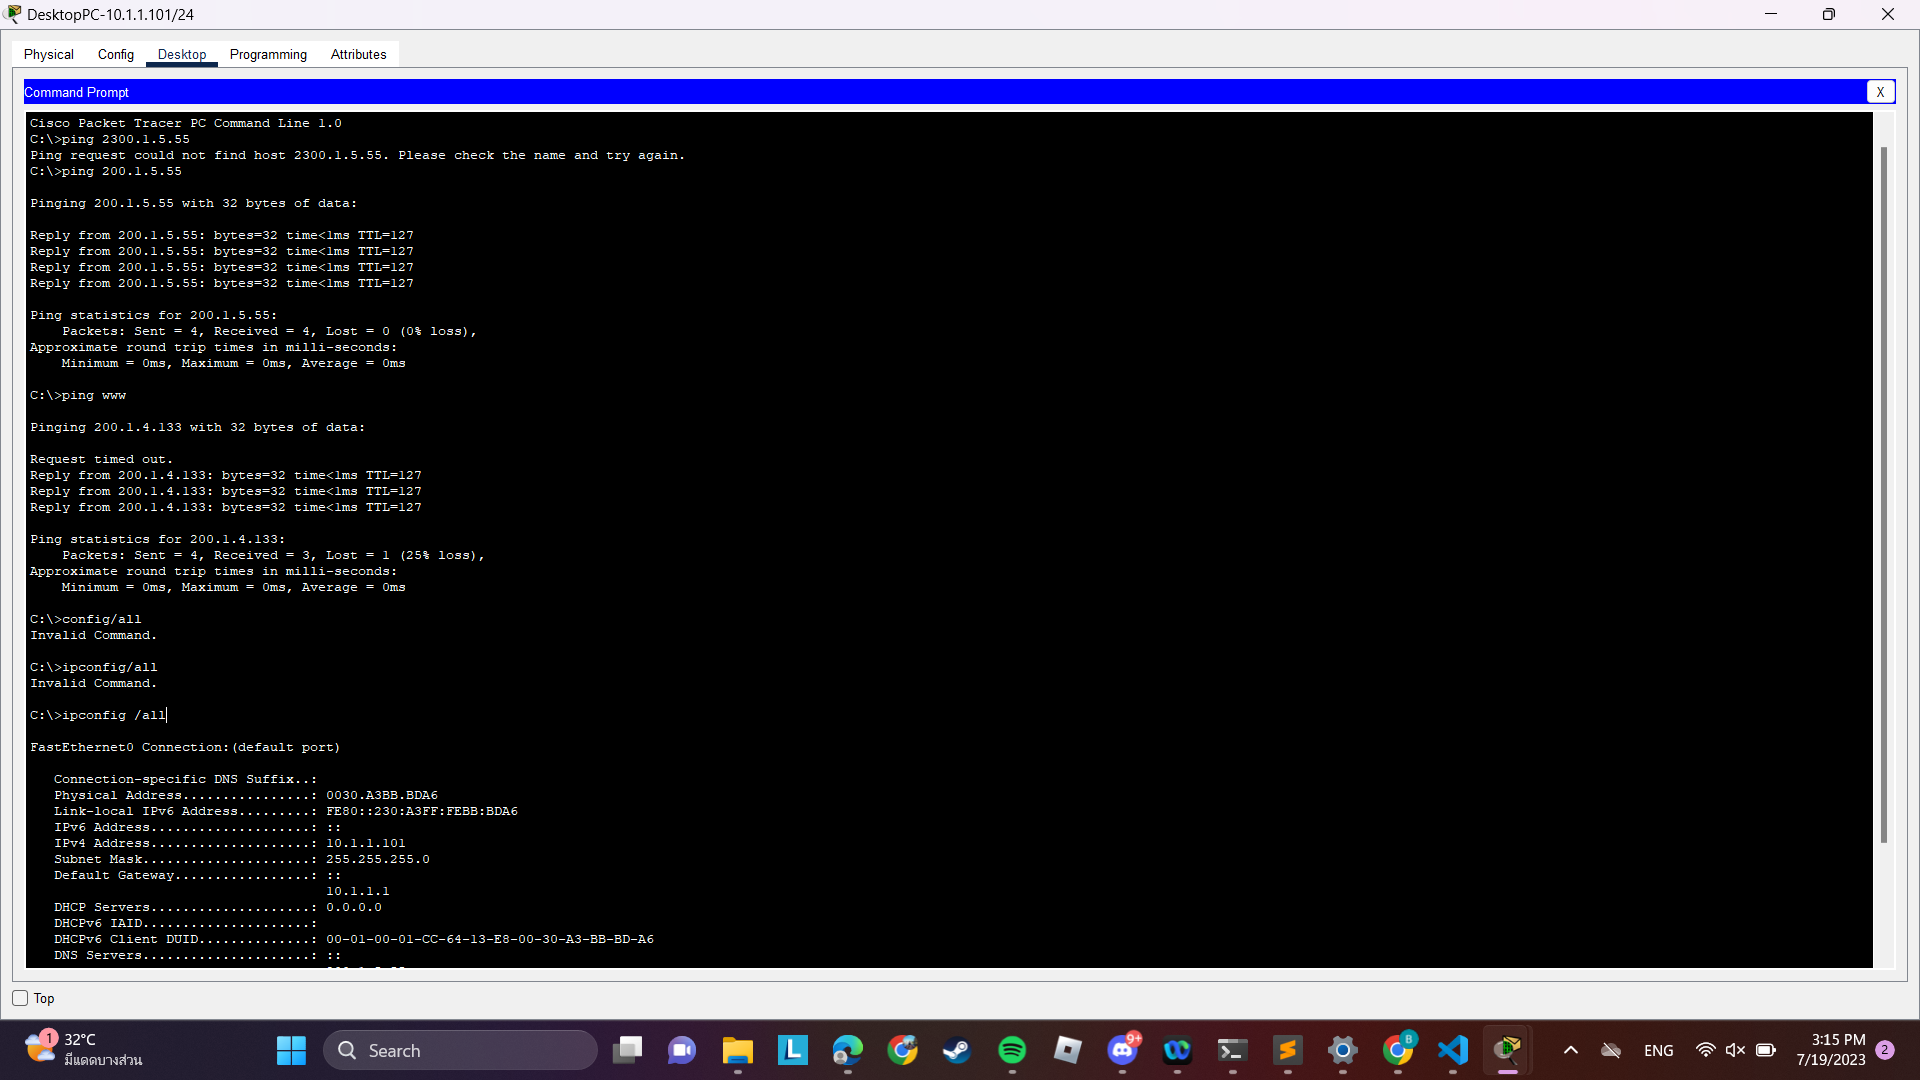 DesktopPC-10.1.1.101/24
Physical Config Desktop Programming Attributes
Command Prompt
X
Cisco Packet Tracer PC Command Line 1.0
C:\>ping 2300.1.5.55
Ping request could not find host 2300.1.5.55. Please check the name and try again.
C:\>ping 200.1.5.55
Pinging 200.1.5.55 with 32 bytes of data:
Reply from 200.1.5.55: bytes=32 time<1ms TTL=127
Reply from 200.1.5.55: bytes=32 time<1ms TTL=127
Reply from 200.1.5.55: bytes=32 time<1ms TTL=127
Reply from 200.1.5.55: bytes=32 time<1ms TTL=127
Ping statistics for 200.1.5.55:
Packets: Sent = 4, Received = 4, Lost = 0 (0% loss),
Approximate round trip times in milli-seconds:
Minimum = 0ms, Maximum = 0ms, Average = 0ms
C:\>ping www
Pinging 200.1.4.133 with 32 bytes of data:
Request timed out.
Reply from 200.1.4.133: bytes=32 time<1ms TTL=127
Reply from 200.1.4.133: bytes=32 time<1ms TTL=127
Reply from 200.1.4.133: bytes=32 time<1ms TTL=127
Ping statistics for 200.1.4.133:
Packets: Sent = 4, Received = 3, Lost = 1 (25% loss),
Approximate round trip times in milli-seconds:
Minimum = 0ms, Maximum = 0ms, Average = 0ms
C:\>config/all
Invalid Command.
C:\>ipconfig/all
Invalid Command.
C:\>ipconfig /all
FastEthernet0 Connection:(default port)
Connection-specific DNS Suffix..:
Physical Address................: 0030.A3BB.BDA6
Link-local IPv6 Address.........: FE80::230:A3FF:FEBB:BDA6
IPv6 Address....................: ::
IPv4 Address....................: 10.1.1.101
Subnet Mask.....................: 255.255.255.0
Default Gateway.................: ::
10.1.1.1
DHCP Servers....................: 0.0.0.0
DHCPv6 IAID.....................:
DHCPv6 Client DUID..............: 00-01-00-01-CC-64-13-E8-00-30-A3-BB-BD-A6
DNS Servers.....................: ::
Top
1
32°C
มีแดดบางส่วน
Search
L
9+
B
ENG
3:15 PM
7/19/2023
2